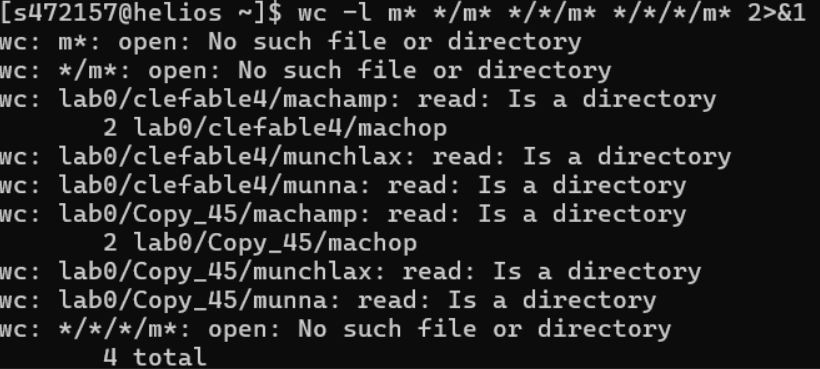 [s472157@helios ~]$ wc -l m* */m* */*/m* */*/*/m* 2>&1
wc: m*: open: No such file or directory
wc: */m*: open: No such file or directory
wc: lab0/clefable4/machamp: read: Is a directory
       2 lab0/clefable4/machop
wc: lab0/clefable4/munchlax: read: Is a directory
wc: lab0/clefable4/munna: read: Is a directory
wc: lab0/Copy_45/machamp: read: Is a directory
       2 lab0/Copy_45/machop
wc: lab0/Copy_45/munchlax: read: Is a directory
wc: lab0/Copy_45/munna: read: Is a directory
wc: */*/*/m*: open: No such file or directory
       4 total